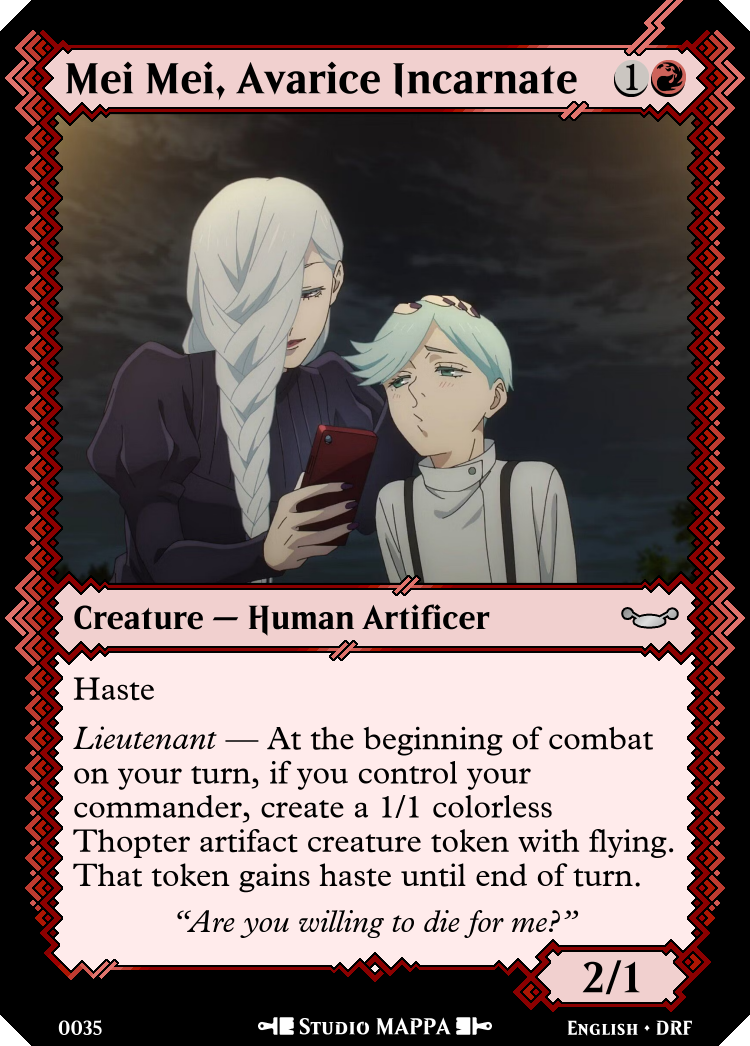 Mei Mei, Avarice Incarnate 1
Creature — Human Artificer
Haste
Lieutenant — At the beginning of combat
on your turn, if you control your
commander, create a 1/1 colorless
Thopter artifact creature token with flying.
That token gains haste until end of turn.
“Are you willing to die for me?”
2/1
0035 Studio MAPPA English • DRF